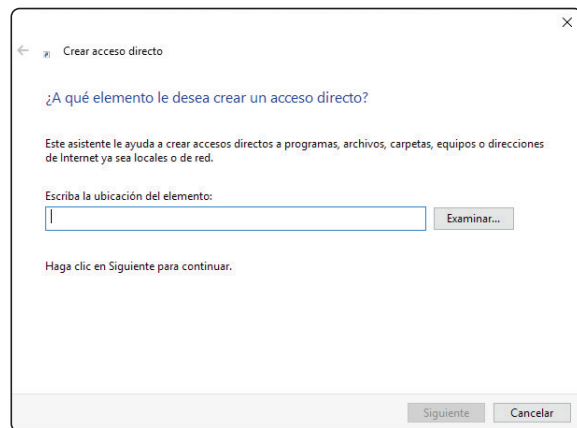 Crear acceso directo
¿A qué elemento le desea crear un acceso directo?
Este asistente le ayuda a crear accesos directos a programas, archivos, carpetas, equipos o direcciones
de Internet ya sea locales o de red.
Escriba la ubicación del elemento:
Examinar...
Haga clic en Siguiente para continuar.
Siguiente
Cancelar